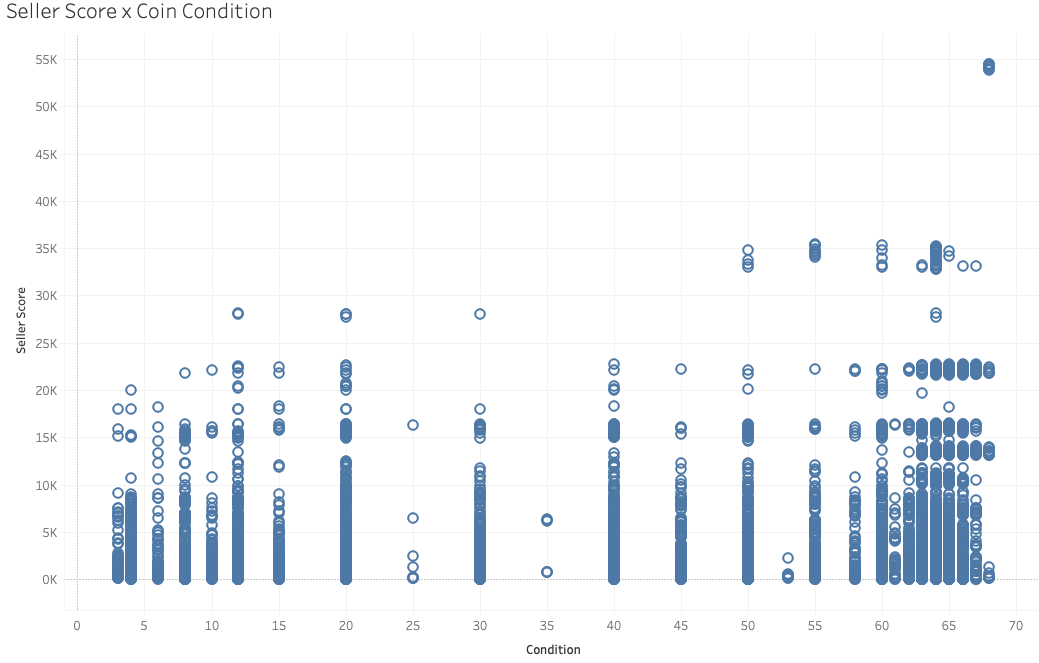 Seller Score x Coin Condition
55K
50K
45K
40K
35K
30K
25K
20K
15K
10K
5K
0K
Seller Score
0 5 10 15 20 25 30 35 40 45 50 55 60 65 70
Condition